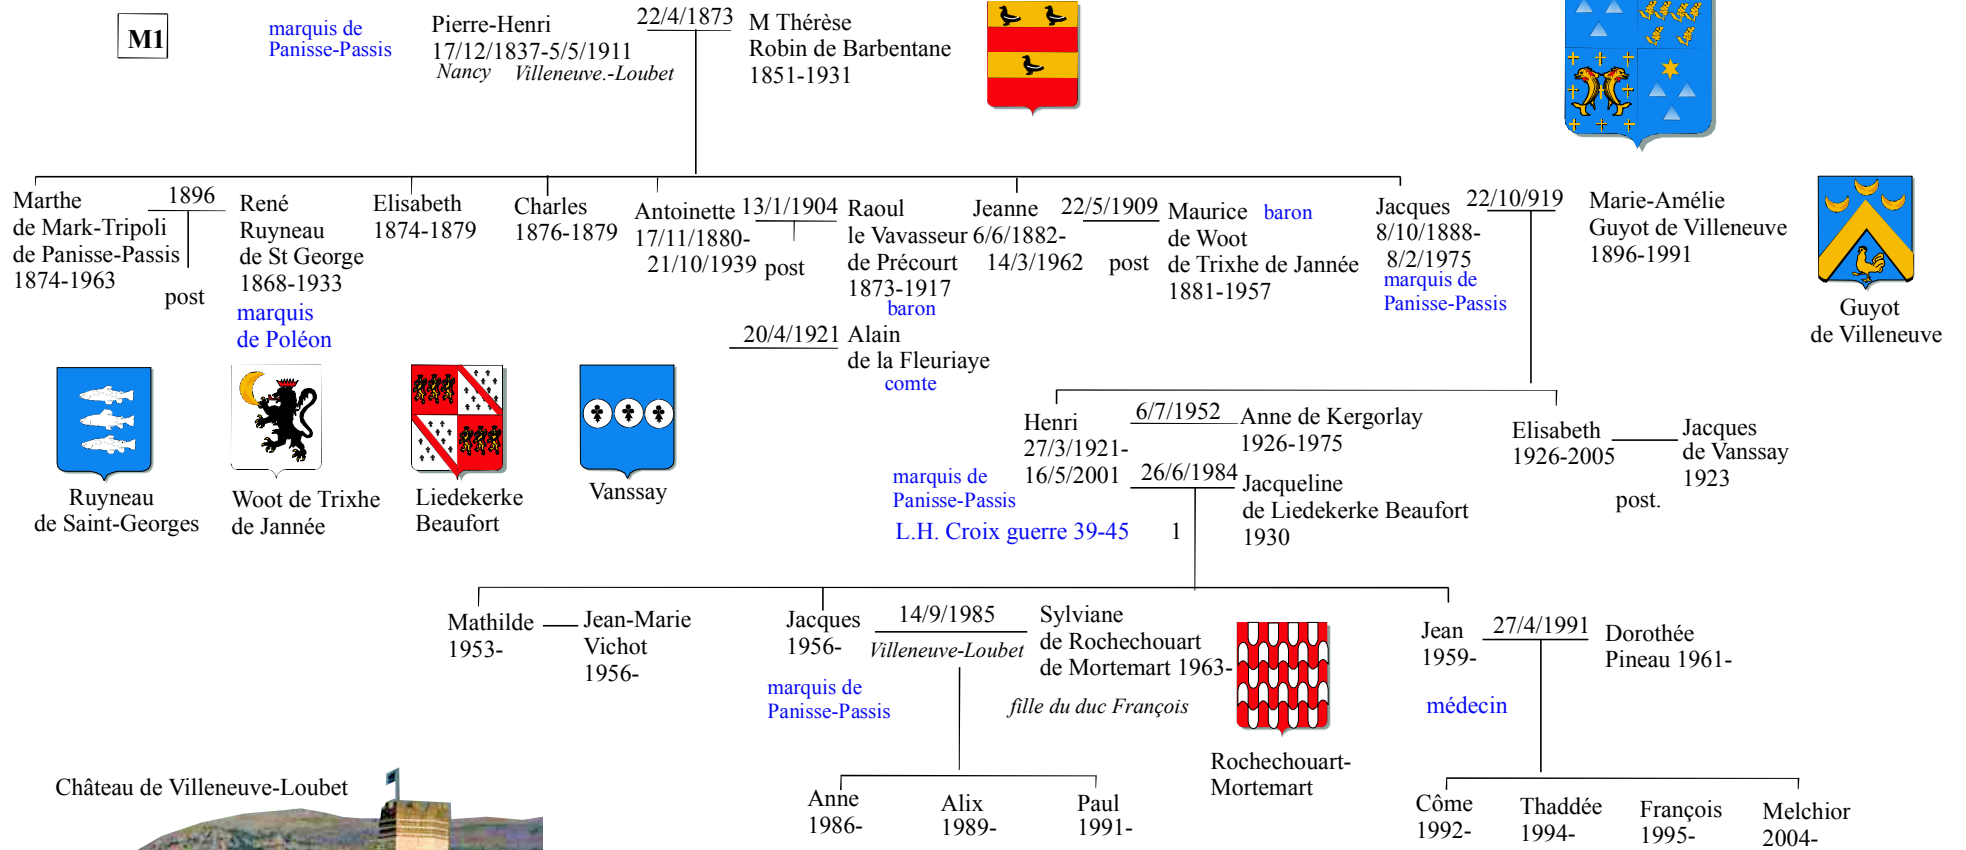 M1
marquis de
Panisse-Passis
Pierre-Henri
17/12/1837-5/5/1911
Nancy Villeneuve.-Loubet
22/4/1873
M Thérèse
Robin de Barbentane
1851-1931
Marthe
de Mark-Tripoli
de Panisse-Passis
1874-1963
1896
post
René
Ruyneau
de St George
1868-1933
marquis
de Poléon
Elisabeth
1874-1879
Charles
1876-1879
Antoinette
17/11/1880-
21/10/1939
13/1/1904
post
Raoul
le Vavasseur
de Précourt
1873-1917
baron
20/4/1921
Alain
de la Fleuriaye
comte
Jeanne
6/6/1882-
14/3/1962
22/5/1909
post
Maurice baron
de Woot
de Trixhe de Jannée
1881-1957
Jacques
8/10/1888-
8/2/1975
marquis de
Panisse-Passis
22/10/919
Marie-Amélie
Guyot de Villeneuve
1896-1991
Guyot
de Villeneuve
Ruyneau
de Saint-Georges
Woot de Trixhe
de Jannée
Liedekerke
Beaufort
Vanssay
Henri
27/3/1921-
16/5/2001
marquis de
Panisse-Passis
L.H. Croix guerre 39-45
6/7/1952
Anne de Kergorlay
1926-1975
26/6/1984
1
Jacqueline
de Liedekerke Beaufort
1930
Elisabeth
1926-2005
Jacques
de Vanssay
1923
post.
Mathilde
1953-
Jean-Marie
Vichot
1956-
Jacques
1956-
marquis de
Panisse-Passis
14/9/1985
Villeneuve-Loubet
Sylviane
de Rochechouart
de Mortemart 1963-
fille du duc François
Rochechouart-
Mortemart
Jean
1959-
médecin
27/4/1991
Dorothée
Pineau 1961-
Château de Villeneuve-Loubet
Anne
1986-
Alix
1989-
Paul
1991-
Côme
1992-
Thaddée
1994-
François
1995-
Melchior
2004-